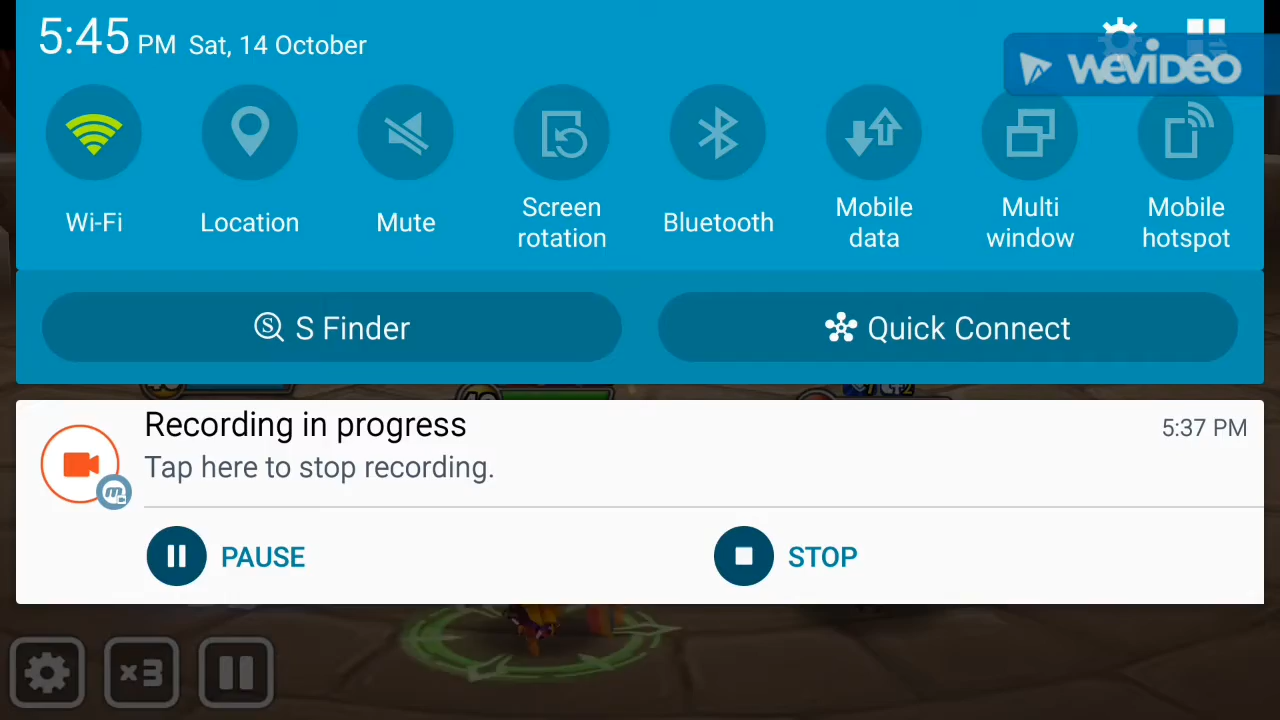 5:45 PM Sat, 14 October
WEVIDEO
Wi-Fi
Location
Mute
Screen
rotation
Bluetooth
Mobile
data
Multi
window
Mobile
hotspot
S Finder
Quick Connect
Recording in progress
5:37 PM
Tap here to stop recording.
PAUSE
STOP
×3